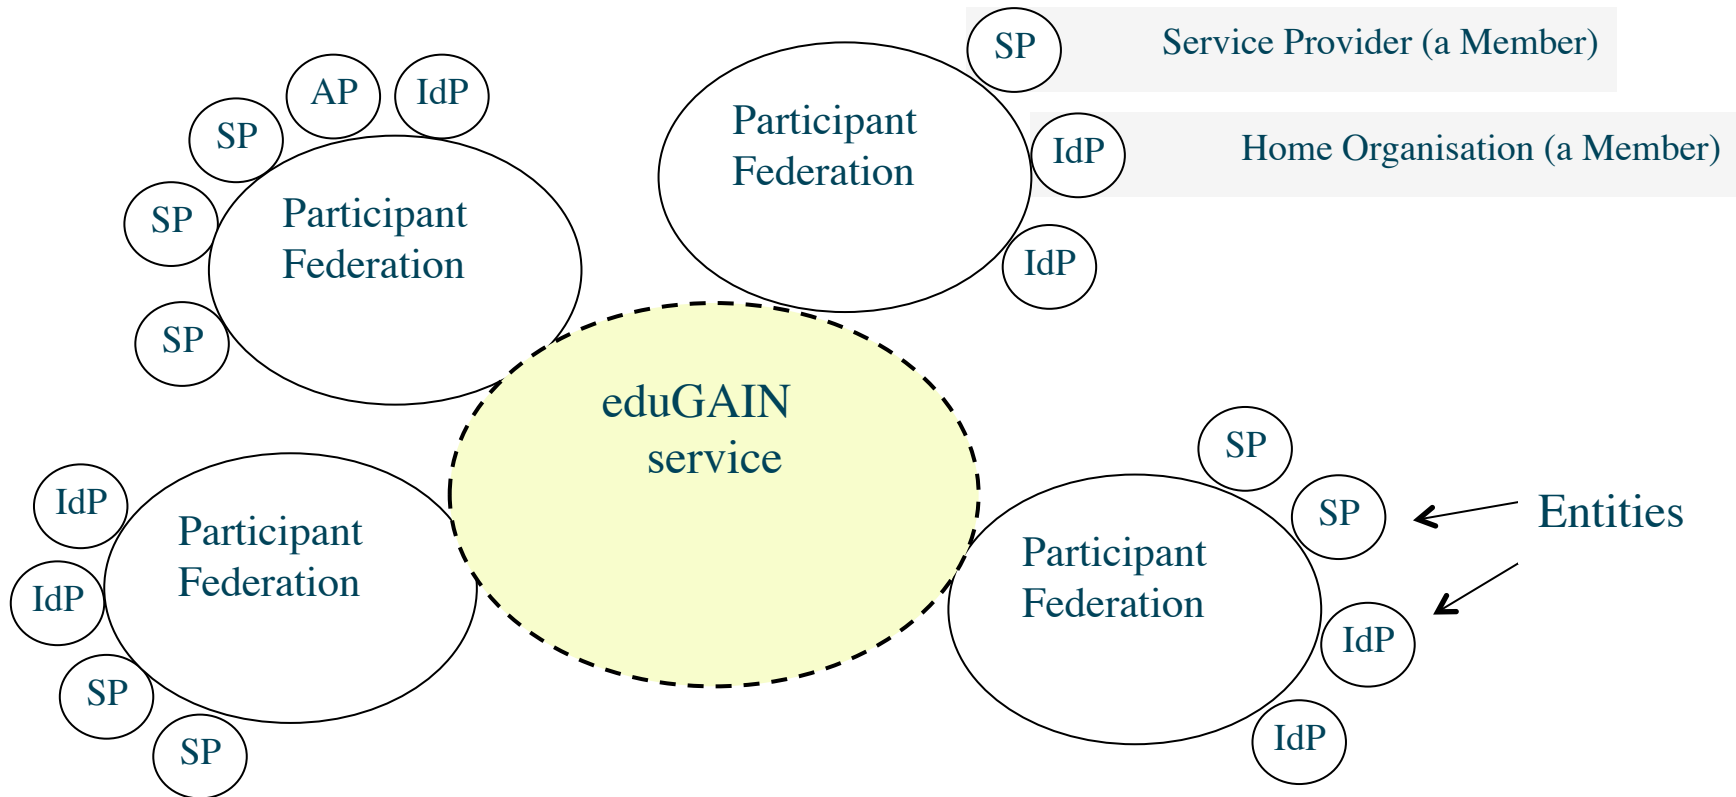 SP
Service Provider (a Member)
AP
IdP
Participant
Federation
SP
IdP
Home Organisation (a Member)
Participant
Federation
SP
IdP
SP
eduGAIN
service
SP
IdP
Participant
Federation
SP
Entities
Participant
Federation
IdP
IdP
SP
IdP
SP